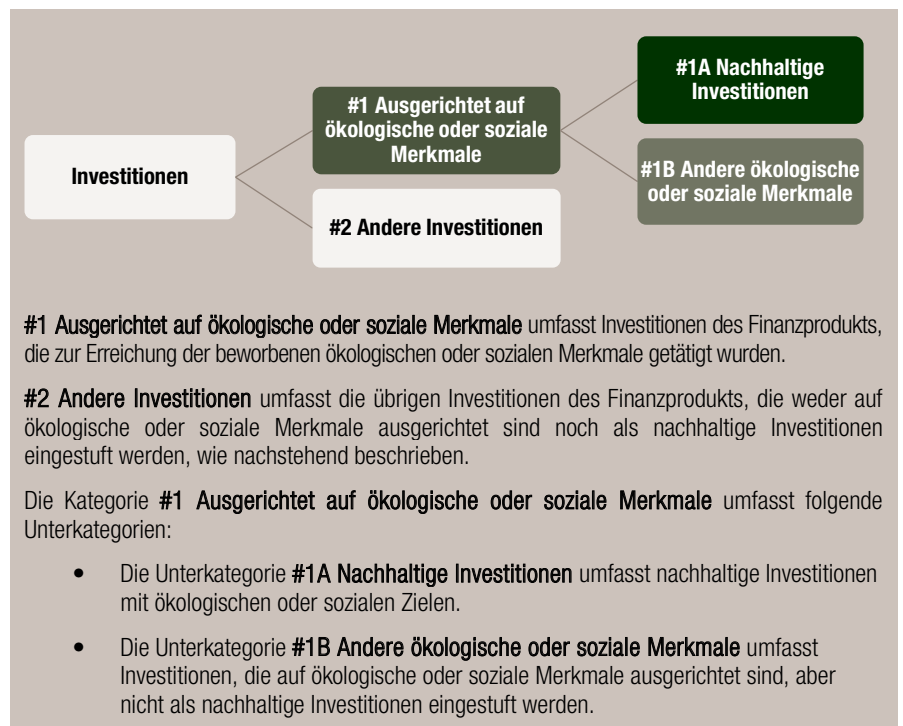 #1A Nachhaltige
Investitionen
#1 Ausgerichtet auf
ökologische oder soziale
Merkmale
Investitionen
#1B Andere ökologische
oder soziale Merkmale
#2 Andere Investitionen
#1 Ausgerichtet auf ökologische oder soziale Merkmale umfasst Investitionen des Finanzprodukts,
die zur Erreichung der beworbenen ökologischen oder sozialen Merkmale getätigt wurden.
#2 Andere Investitionen umfasst die übrigen Investitionen des Finanzprodukts, die weder auf
ökologische oder soziale Merkmale ausgerichtet sind noch als nachhaltige Investitionen
eingestuft werden, wie nachstehend beschrieben.
Die Kategorie #1 Ausgerichtet auf ökologische oder soziale Merkmale umfasst folgende
Unterkategorien:
• Die Unterkategorie #1A Nachhaltige Investitionen umfasst nachhaltige Investitionen
mit ökologischen oder sozialen Zielen.
• Die Unterkategorie #1B Andere ökologische oder soziale Merkmale umfasst
Investitionen, die auf ökologische oder soziale Merkmale ausgerichtet sind, aber
nicht als nachhaltige Investitionen eingestuft werden.